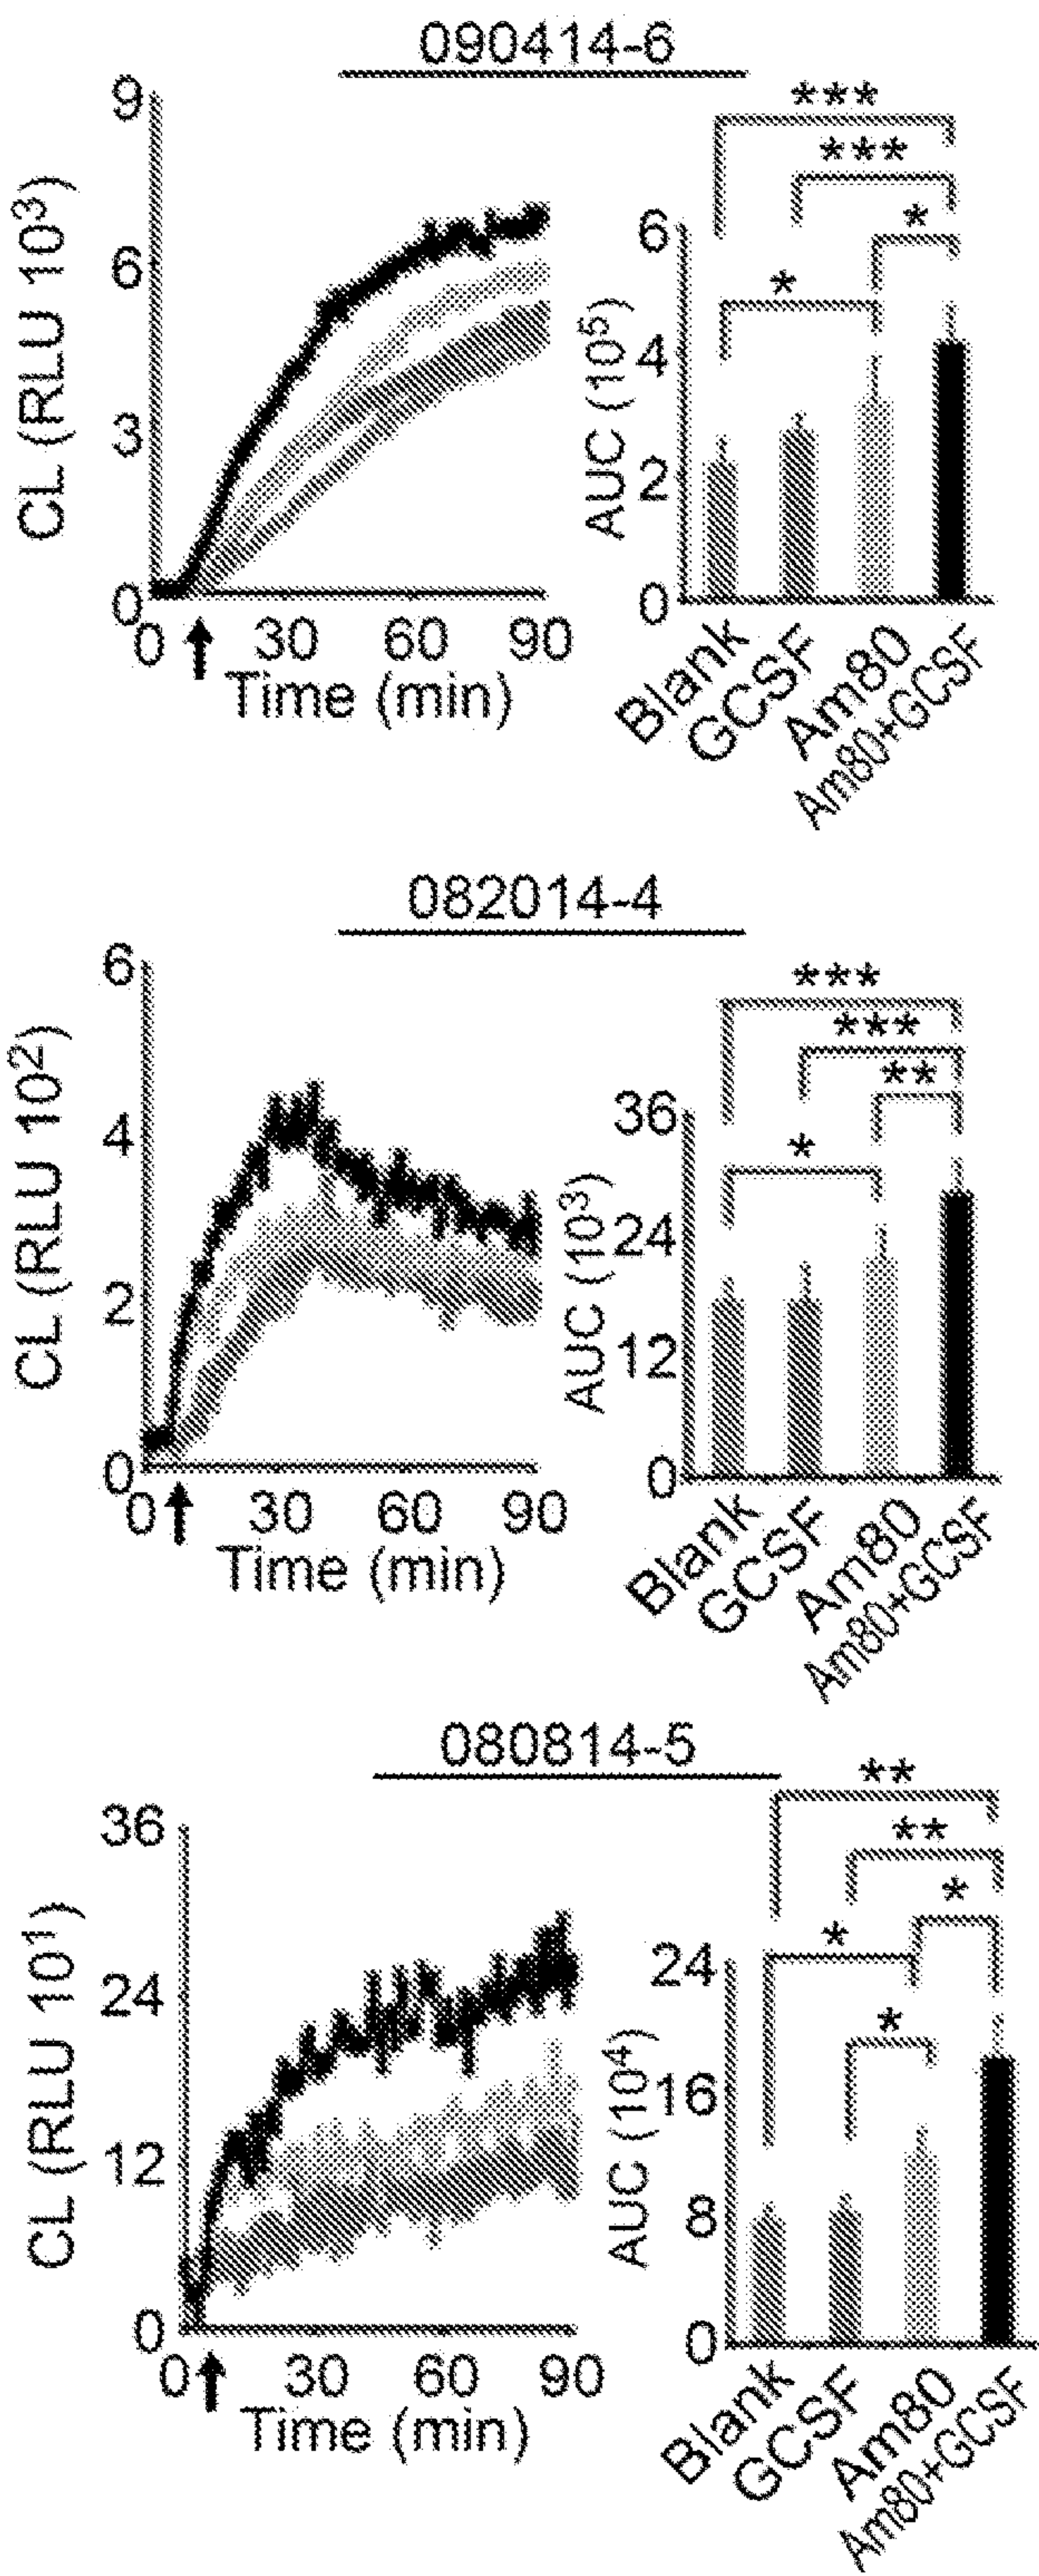 090414-6
CL (RLU 10³)
9
6
3
0
0
30
60
90
Time (min)
***
***
*
*
AUC (10⁵)
6
4
2
0
Blank
GCSF
Am80
Am80+GCSF
082014-4
CL (RLU 10²)
6
4
2
0
0
30
60
90
Time (min)
***
***
**
*
AUC (10³)
36
24
12
0
Blank
GCSF
Am80
Am80+GCSF
080814-5
CL (RLU 10¹)
36
24
12
0
0
30
60
90
Time (min)
**
**
*
*
*
AUC (10⁴)
24
16
8
0
Blank
GCSF
Am80
Am80+GCSF